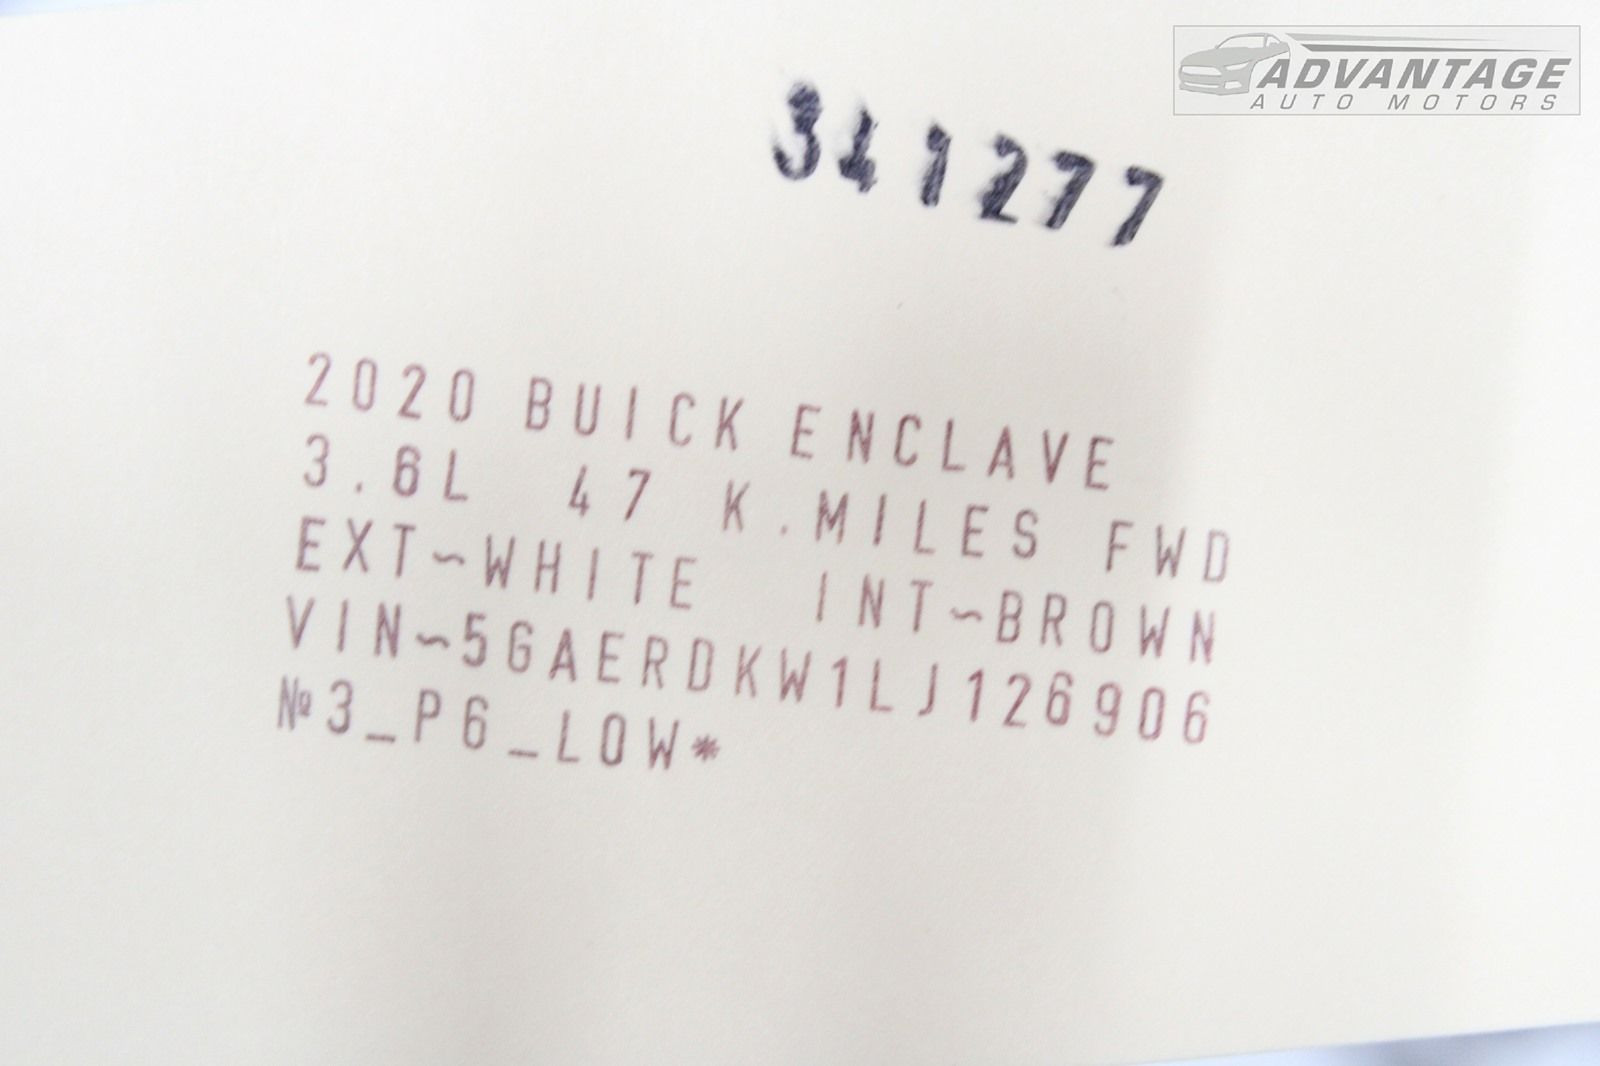 ADVANTAGE
AUTO MOTORS
341277
2020 BUICK ENCLAVE
3.6L 47 K.MILES FWD
EXT~WHITE INT~BROWN
VIN~5GAERDKW1LJ126906
№3_P6_LOW*